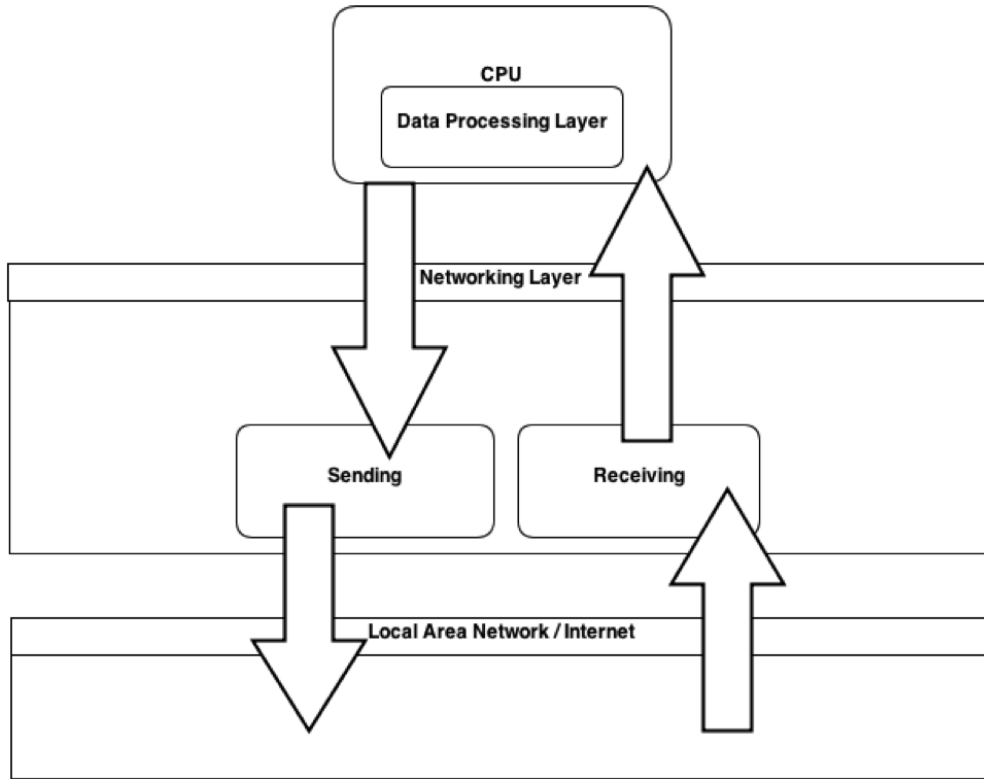 CPU
Data Processing Layer
Networking Layer
Sending
Receiving
Local Area Network / Internet